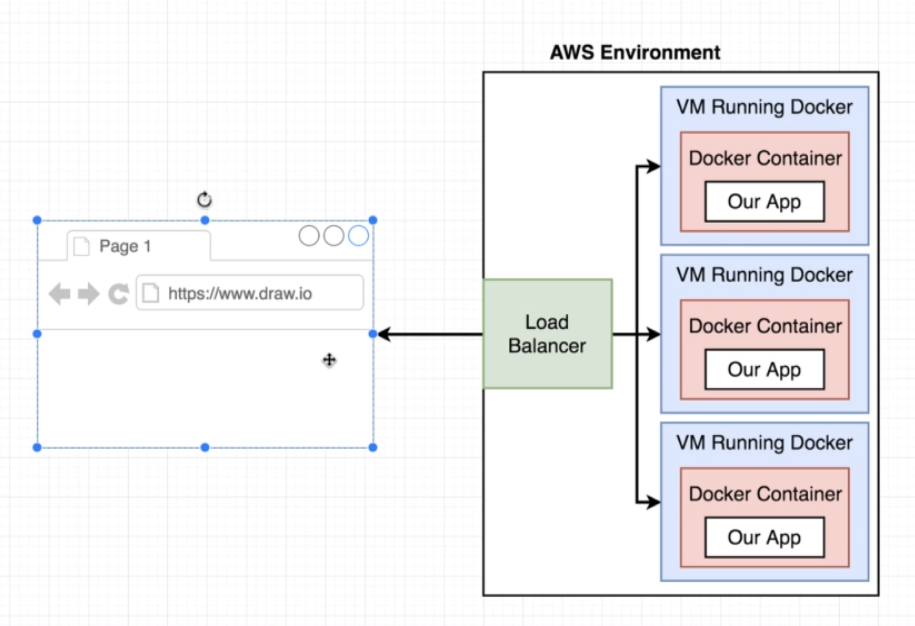 AWS Environment
Page 1
https://www.draw.io
Load
Balancer
VM Running Docker
Docker Container
Our App
VM Running Docker
Docker Container
Our App
VM Running Docker
Docker Container
Our App